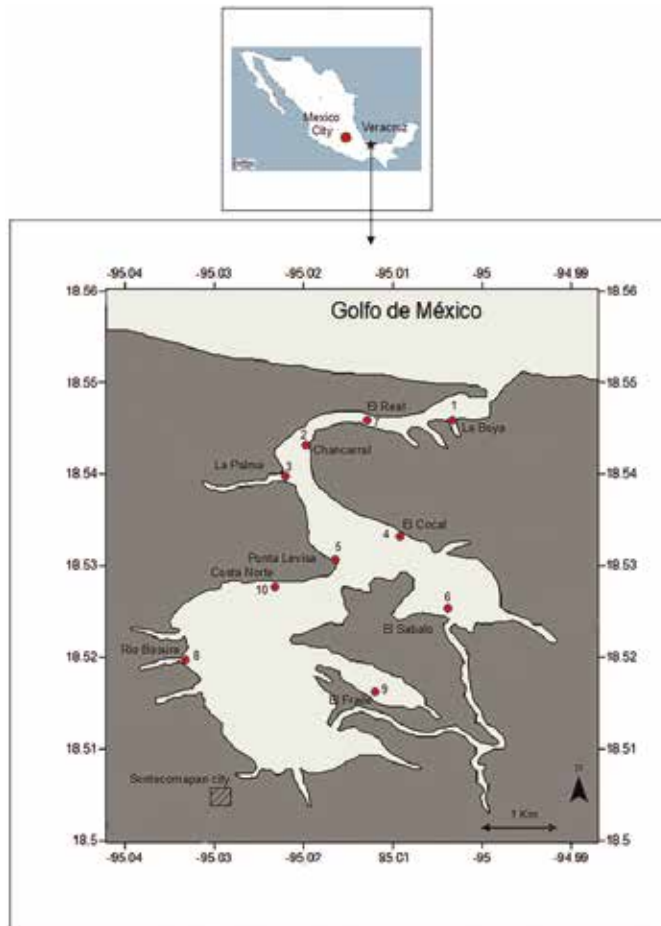 Mexico
City
Veracruz
-95.04 -95.03 -95.02 -95.01 -95 -94.99
18.56 18.56
Golfo de México
18.55 18.55
El Real
1
La Boya
2
Chancarral
18.54 18.54
La Palma
3
El Cocal
4
5
18.53 18.53
Punta Levisa
Costa Norte
10
6
El Sabalo
18.52 18.52
8
9
El Fraile
18.51 18.51
Sontecomapan city
1 Km
18.5 18.5
-95.04 -95.03 -95.02 -95.01 -95 -94.99